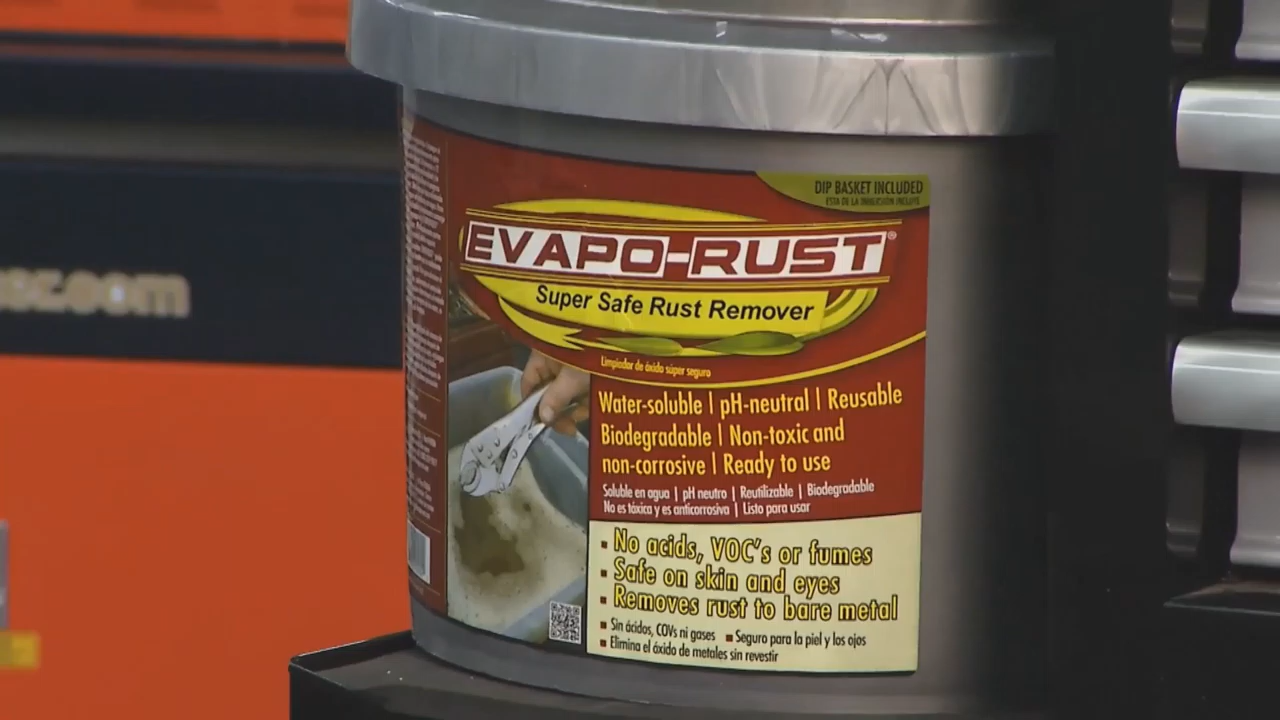 DIP BASKET INCLUDED
EVAPO-RUST®
Super Safe Rust Remover
Limpiador de óxido súper seguro
Water-soluble | pH-neutral | Reusable
Biodegradable | Non-toxic and
non-corrosive | Ready to use
Soluble en agua | pH neutro | Reutilizable | Biodegradable
No es tóxica y es anticorrosiva | Listo para usar
▪ No acids, VOC's or fumes
▪ Safe on skin and eyes
▪ Removes rust to bare metal
▪ Sin ácidos, COVs ni gases ▪ Seguro para la piel y los ojos
▪ Elimina el óxido de metales sin revestir